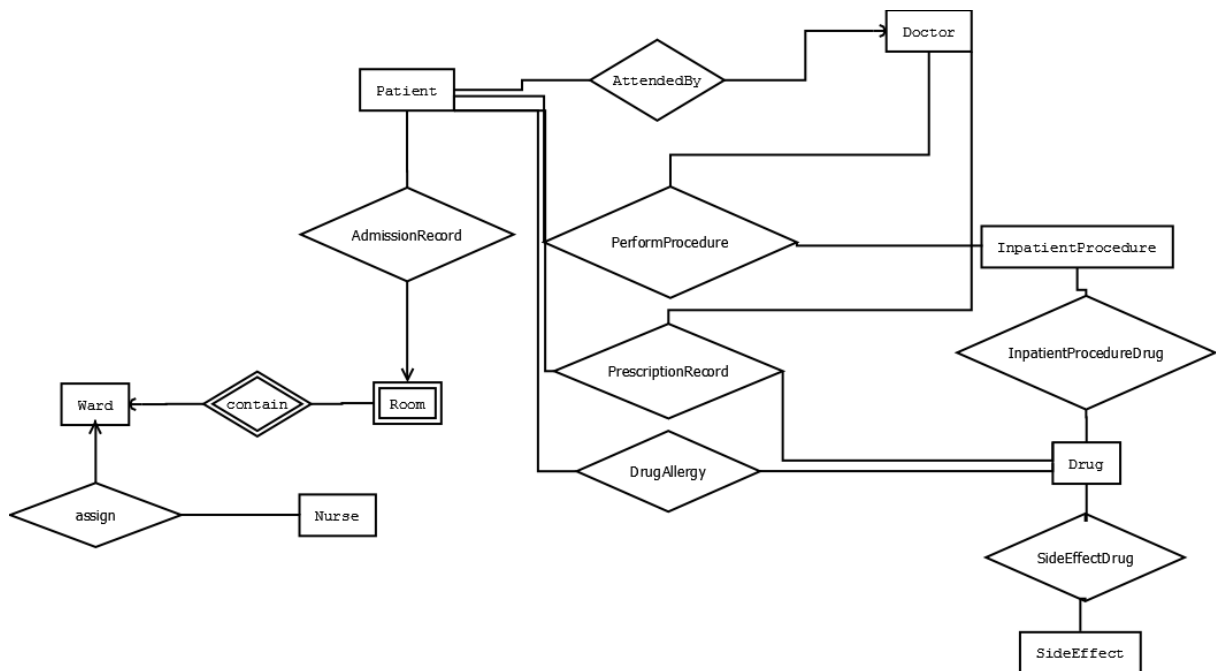 Doctor
AttendedBy
Patient
AdmissionRecord
PerformProcedure
InpatientProcedure
InpatientProcedureDrug
PrescriptionRecord
Ward
contain
Room
Drug
DrugAllergy
assign
Nurse
SideEffectDrug
SideEffect